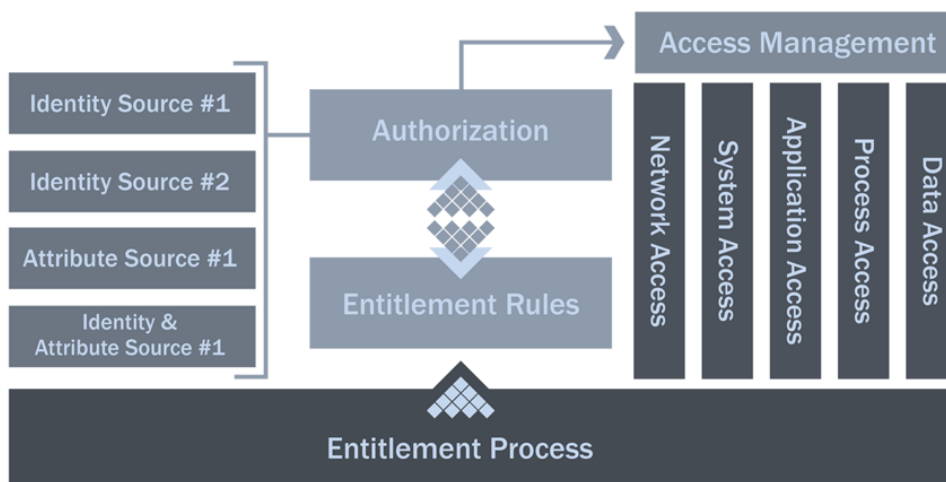 Access Management
Identity Source #1
Authorization
Identity Source #2
Attribute Source #1
Entitlement Rules
Identity &
Attribute Source #1
Network Access
System Access
Application Access
Process Access
Data Access
Entitlement Process